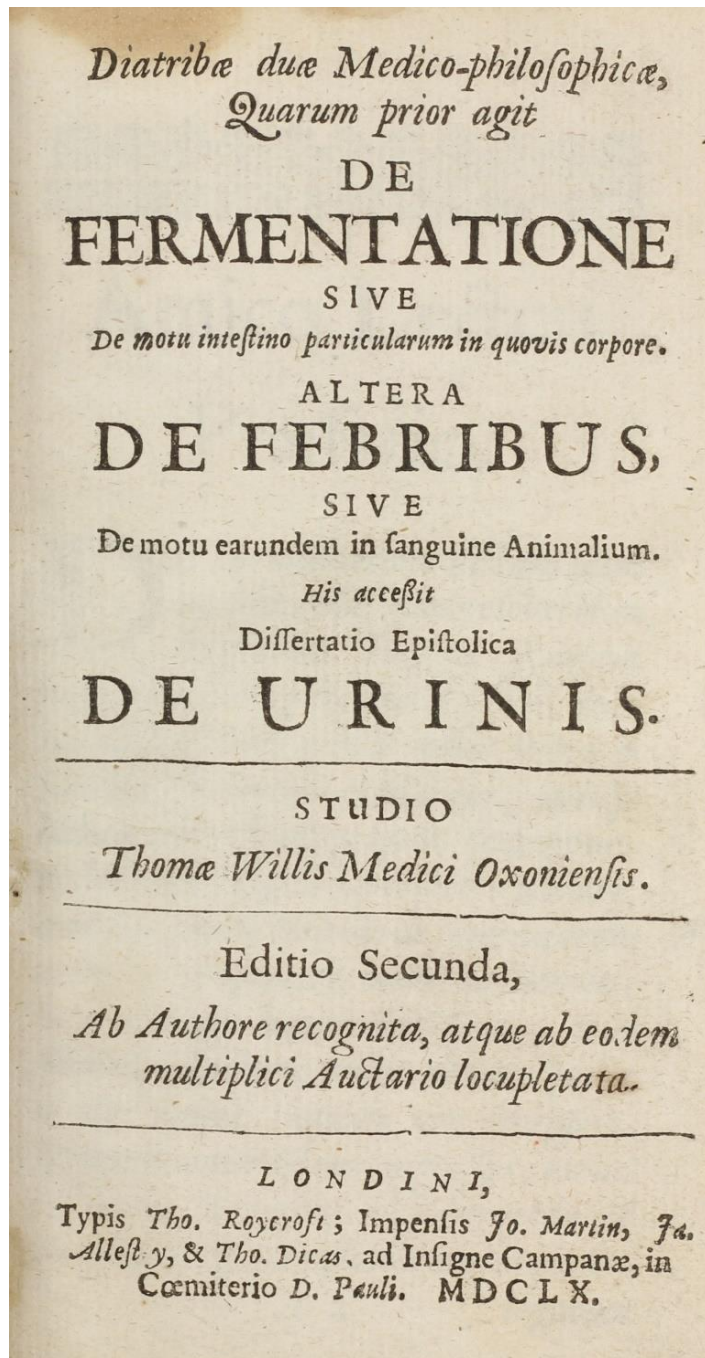 Diatribæ duæ Medico-philoſophicæ,
Quarum prior agit
DE
FERMENTATIONE
SIVE
De motu inteſtino particularum in quovis corpore.
ALTERA
DE FEBRIBUS,
SIVE
De motu earundem in ſanguine Animalium.
His acceßit
Diſſertatio Epiſtolica
DE URINIS.
STUDIO
Thomæ Willis Medici Oxonienſis.
Editio Secunda,
Ab Authore recognita, atque ab eodem
multiplici Auctario locupletata.
LONDINI,
Typis Tho. Roycroft; Impenſis Jo. Martin, Ja.
Alleſtry, & Tho. Dicas, ad Inſigne Campanæ, in
Cœmiterio D. Pauli. MDCLX.